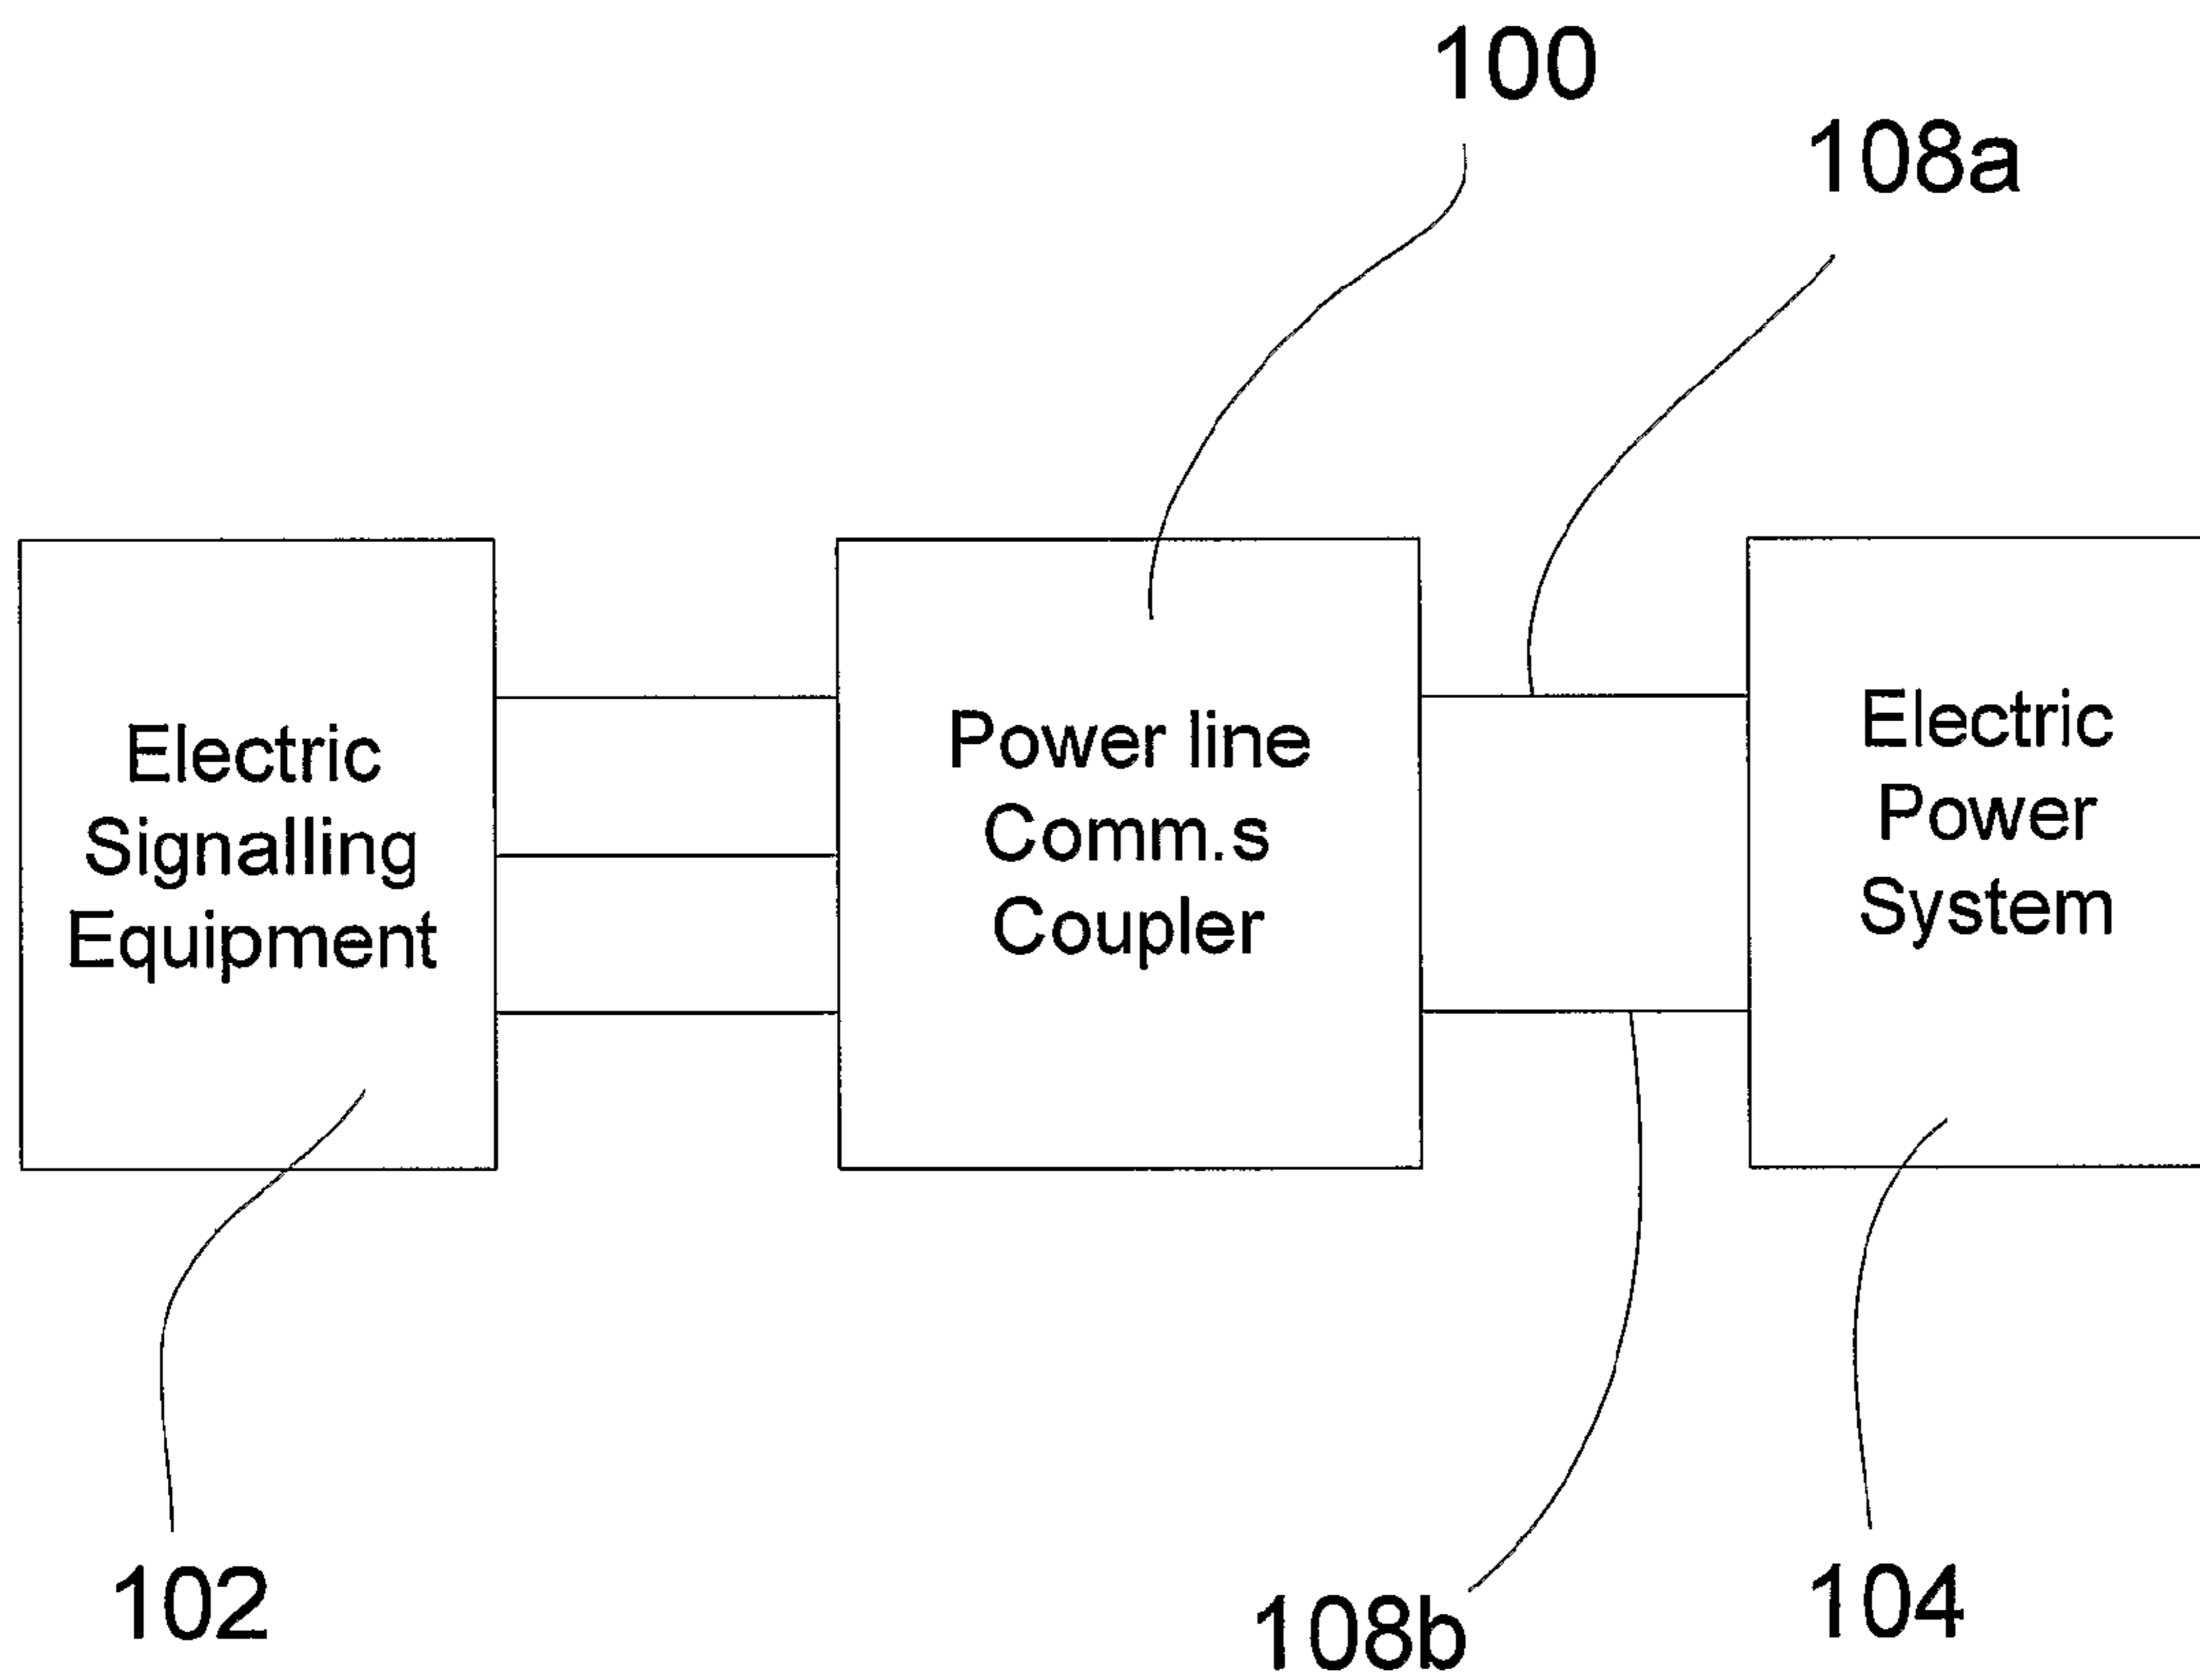 100
108a
Electric
Signalling
Equipment
Power line
Comm.s
Coupler
Electric
Power
System
102
108b
104